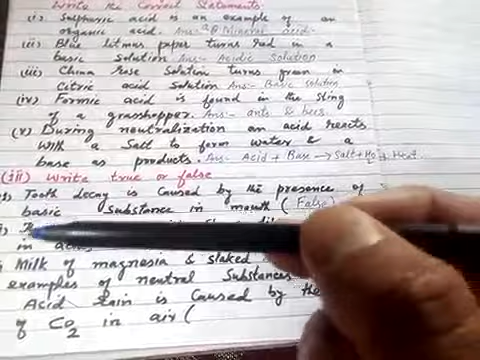 Write the Correct Statements:
(i) Sulphuric acid is an example of an
organic acid. Ans:- Mineral acid.
(ii) Blue litmus paper turns red in a
basic solution. Ans:- Acidic solution
(iii) China rose Solution turns green in
Citric acid solution Ans:- Basic solution
(iv) Formic acid is found in the sting
of a grasshopper. Ans:- ants & bees.
(v) During neutralization an acid reacts
with a Salt to form water & a
base as products. Ans:- Acid + Base → Salt + H2O + Heat.
(iii) Write true or false
Tooth decay is caused by the presence of
basic Substance in mouth ( False )
in acids
Milk of magnesia & slaked
examples of neutral Substances
Acid Rain is Caused by the
of CO2 in air (